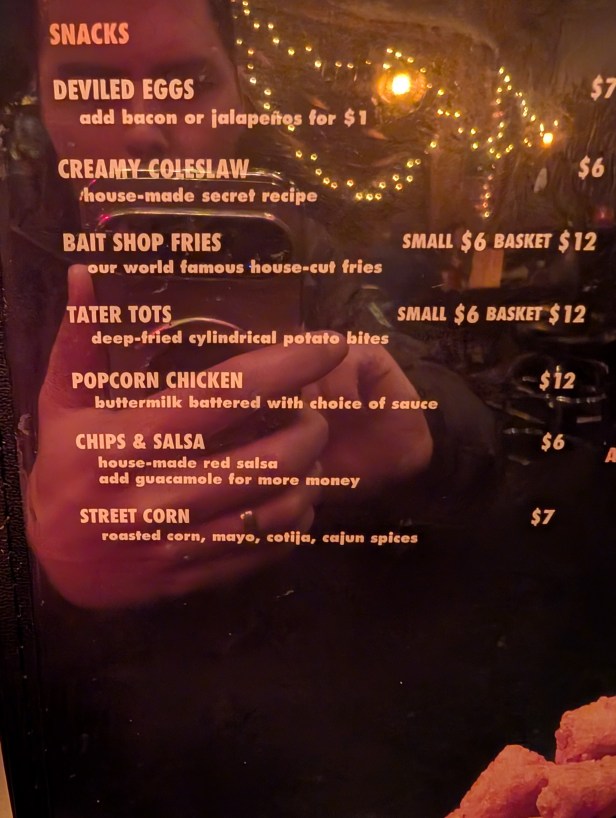 SNACKS
DEVILED EGGS $7
add bacon or jalapeños for $1
CREAMY COLESLAW $6
house-made secret recipe
BAIT SHOP FRIES SMALL $6 BASKET $12
our world famous house-cut fries
TATER TOTS SMALL $6 BASKET $12
deep-fried cylindrical potato bites
POPCORN CHICKEN $12
buttermilk battered with choice of sauce
CHIPS & SALSA $6
house-made red salsa
add guacamole for more money
STREET CORN $7
roasted corn, mayo, cotija, cajun spices